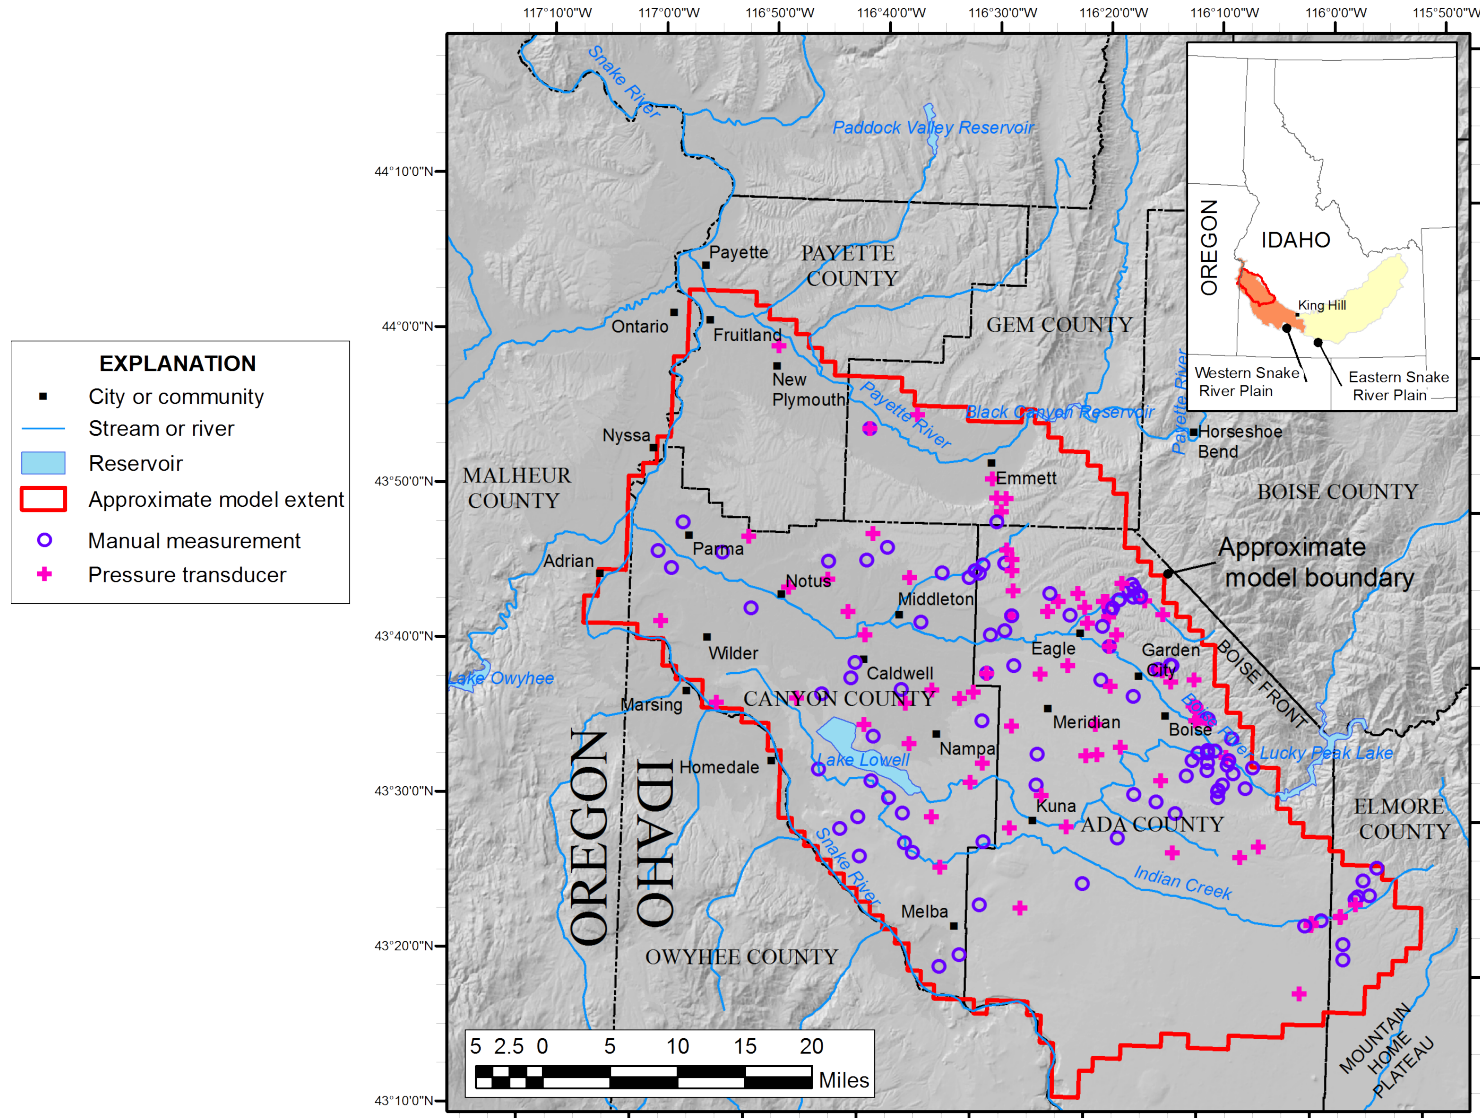 117°10'0"W
117°0'0"W
116°50'0"W
116°40'0"W
116°30'0"W
116°20'0"W
116°10'0"W
116°0'0"W
115°50'0"W
44°10'0"N
44°0'0"N
43°50'0"N
43°40'0"N
43°30'0"N
43°20'0"N
43°10'0"N
EXPLANATION
City or community
Stream or river
Reservoir
Approximate model extent
Manual measurement
Pressure transducer
Snake River
Paddock Valley Reservoir
Payette
PAYETTE
COUNTY
Ontario
Fruitland
New
Plymouth
GEM COUNTY
Payette River
Black Canyon Reservoir
Payette River
Horseshoe
Bend
Nyssa
MALHEUR
COUNTY
Emmett
BOISE COUNTY
Approximate
model boundary
Adrian
Parma
Notus
Middleton
Wilder
Caldwell
Eagle
Garden
City
BOISE FRONT
Lake Owyhee
Marsing
CANYON COUNTY
Meridian
Boise
Boise River
Lucky Peak Lake
Nampa
Lake Lowell
Homedale
OREGON
IDAHO
Kuna
ADA COUNTY
ELMORE
COUNTY
Snake River
Indian Creek
Melba
OWYHEE COUNTY
MOUNTAIN
HOME
PLATEAU
5 2.5 0 5 10 15 20
Miles
OREGON
IDAHO
King Hill
Western Snake
River Plain
Eastern Snake
River Plain